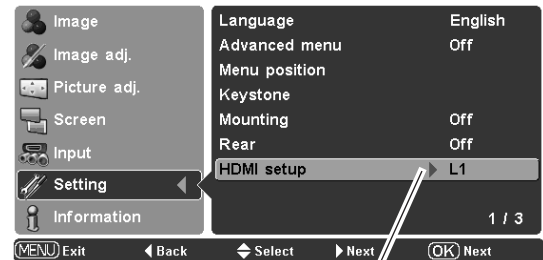 Image
Image adj.
Picture adj.
Screen
Input
Setting
Information
Language English
Advanced menu Off
Menu position
Keystone
Mounting Off
Rear Off
HDMI setup L1
1 / 3
MENU Exit Back Select Next OK Next